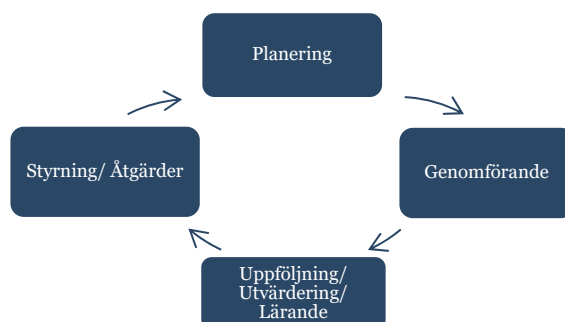 Planering
Genomförande
Uppföljning/
Utvärdering/
Lärande
Styrning/ Åtgärder